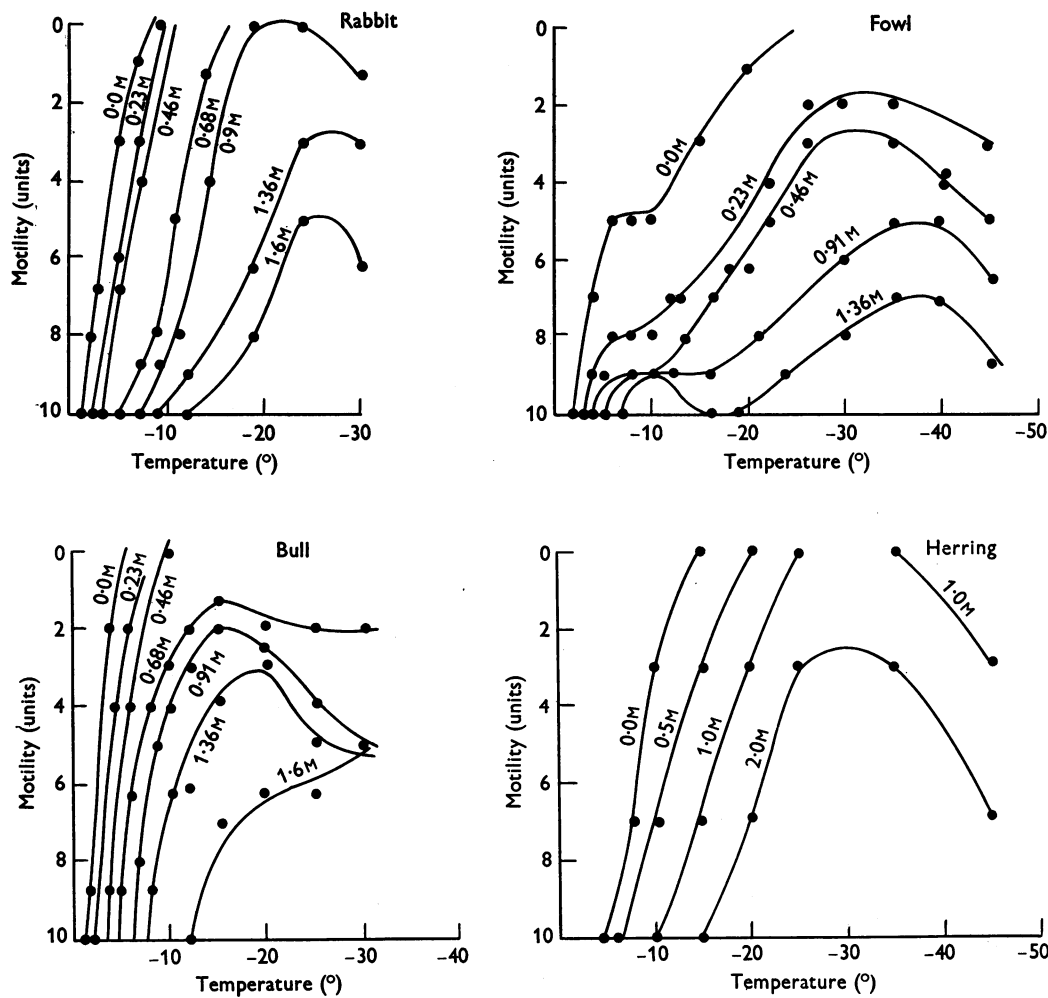 Rabbit
0
2
4
6
8
10
Motility (units)
0·0 M
0·23M
0·46M
0·68M
0·9M
1·36M
1·6M
-10
-20
-30
Temperature (°)
Fowl
0
2
4
6
8
10
Motility (units)
0·0M
0·23M
0·46M
0·91M
1·36M
-10
-20
-30
-40
-50
Temperature (°)
Bull
0
2
4
6
8
10
Motility (units)
0·0M
0·23M
0·46M
0·68M
0·91M
1·36M
1·6M
-10
-20
-30
-40
Temperature (°)
Herring
0
2
4
6
8
10
Motility (units)
0·0M
0·5M
1·0M
2·0M
1·0M
-10
-20
-30
-40
-50
Temperature (°)